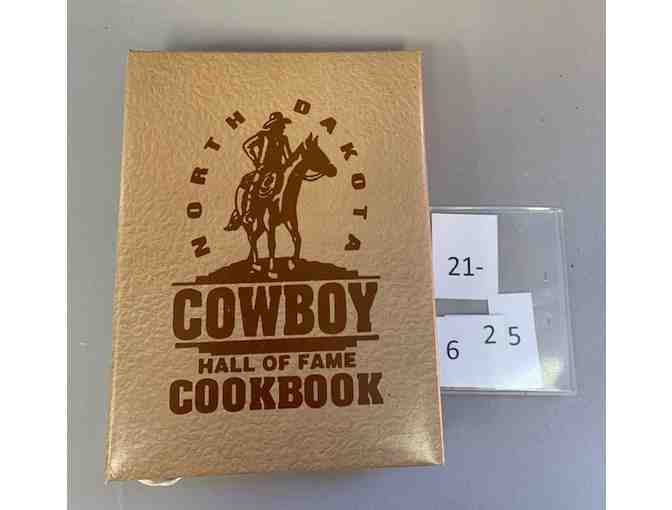 NORTH DAKOTA
COWBOY
HALL OF FAME
COOKBOOK
21-
6 2 5